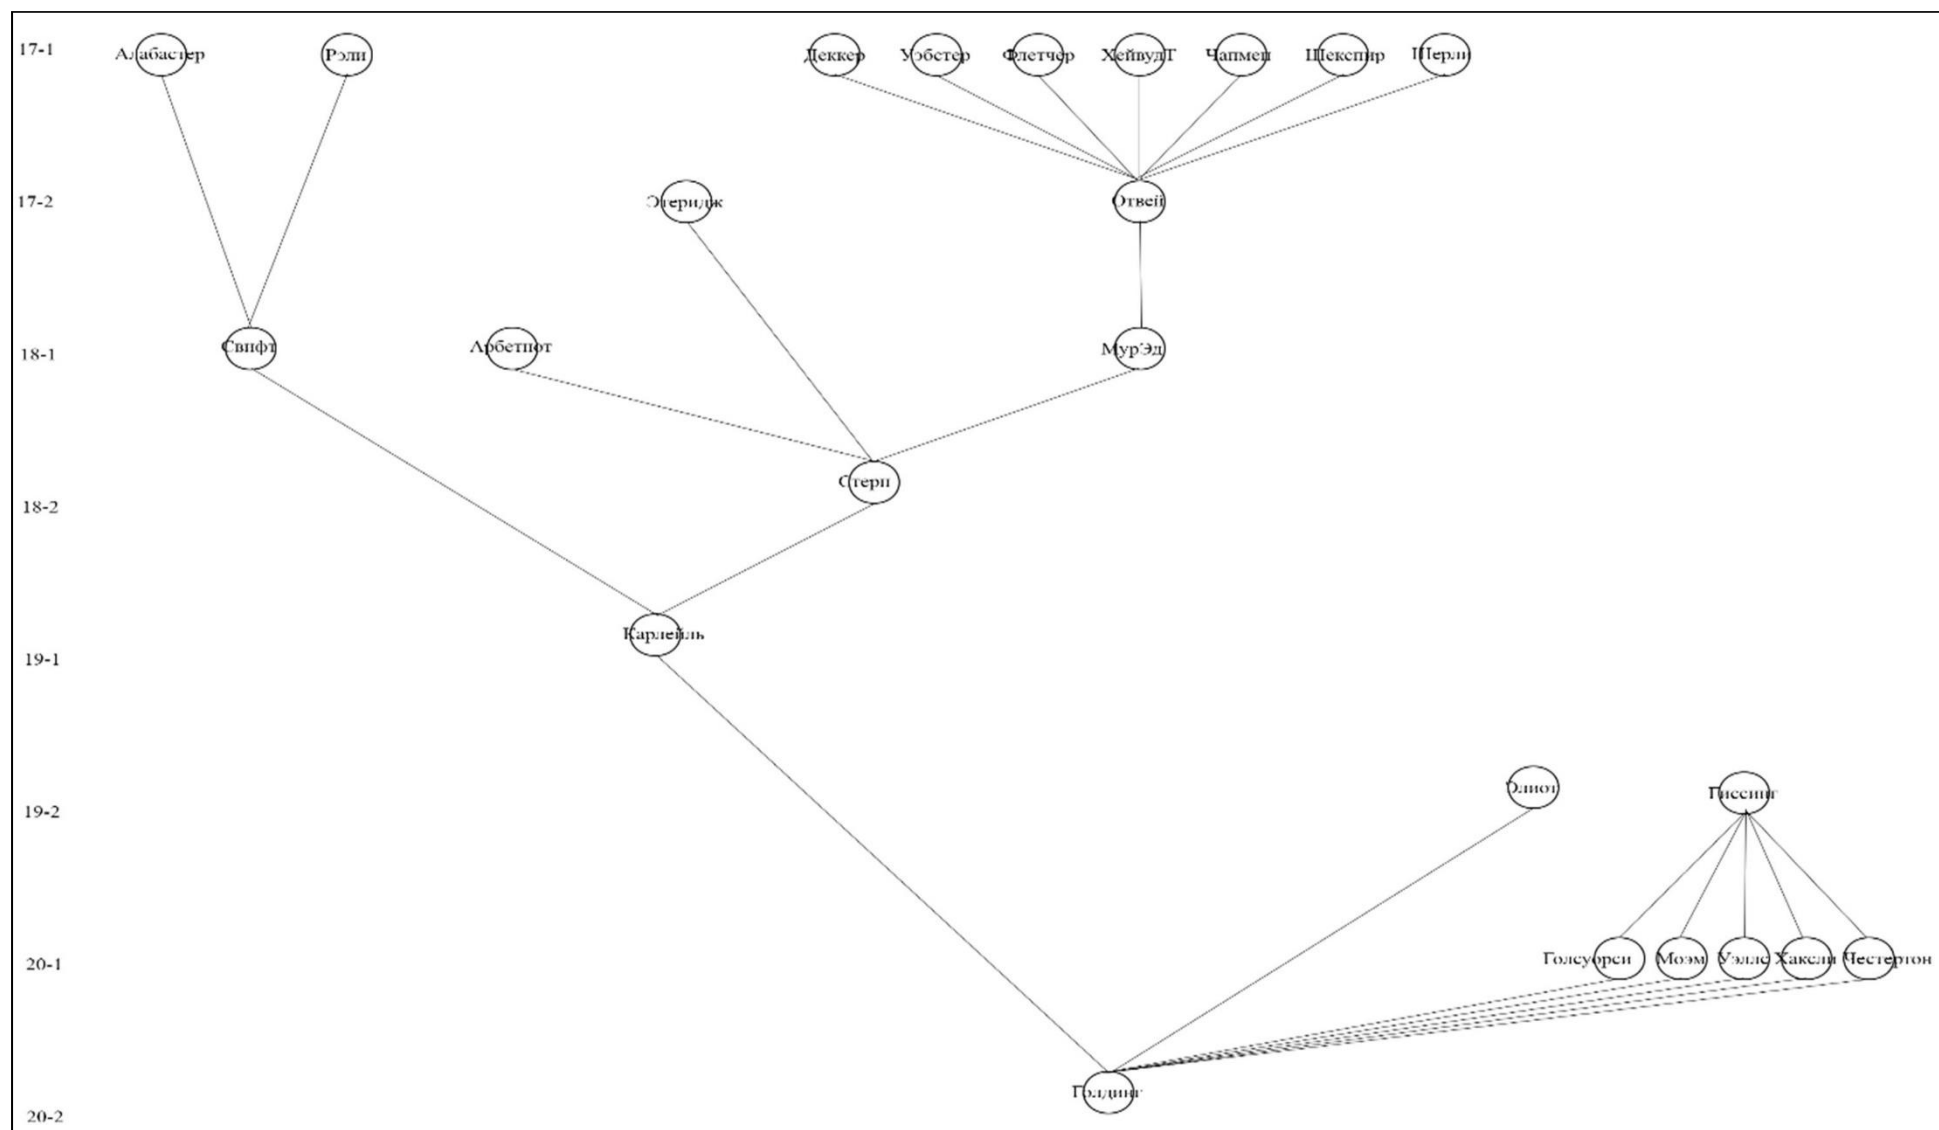 17-1 Алабастер Рэли Деккер Уэбстер Флетчер ХейвудТ Чапмен Шекспир Шерли
17-2 Этеридж Отвей
18-1 Свифт Арбетнот МурЭд
18-2 Стерн
19-1 Карлейль
19-2 Элиот Гиссинг
20-1 Голсуорси Моэм Уэллс Хаксли Честертон
20-2 Голдинг